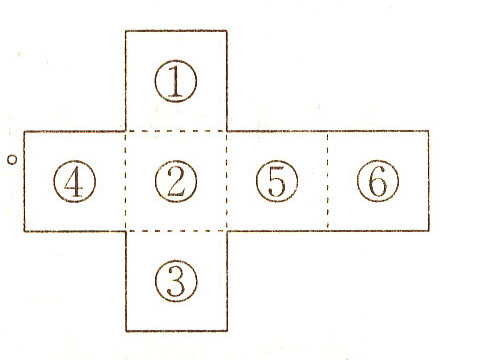 ①
④ ② ⑤ ⑥
③